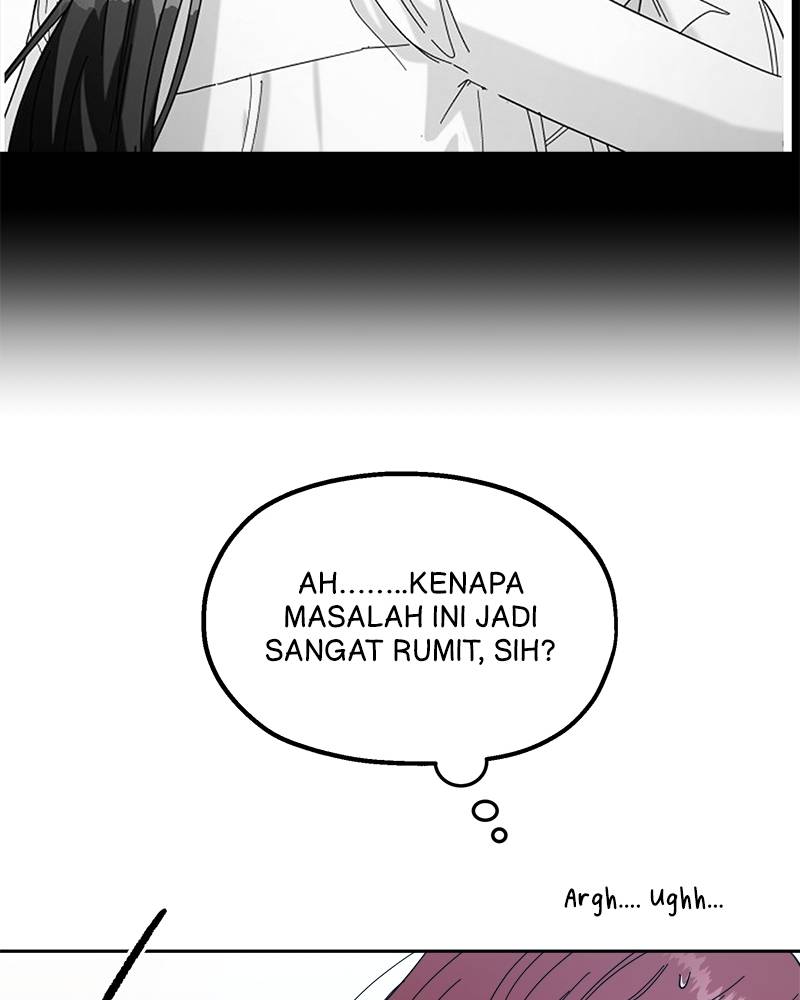 AH........KENAPA
MASALAH INI JADI
SANGAT RUMIT, SIH?
Argh.... Ughh...